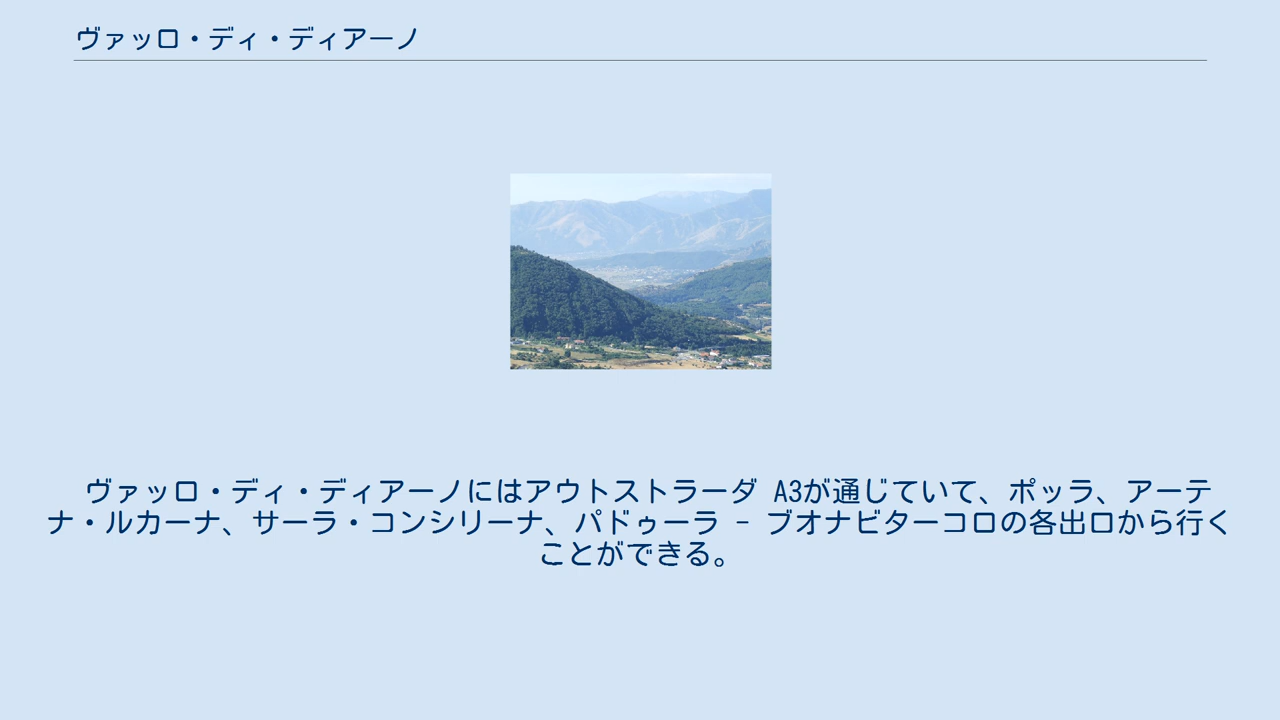 ヴァッロ・ディ・ディアーノ
ヴァッロ・ディ・ディアーノにはアウトストラーダ A3が通じていて、ポッラ、アーテ
ナ・ルカーナ、サーラ・コンシリーナ、パドゥーラ - ブオナビターコロの各出口から行く
ことができる。